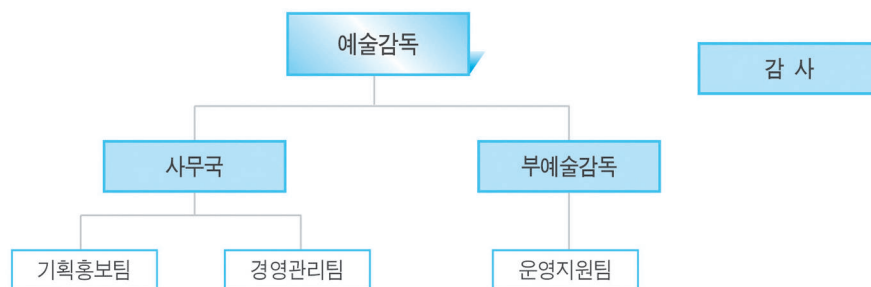 예술감독
감 사
사무국
부예술감독
기획홍보팀
경영관리팀
운영지원팀